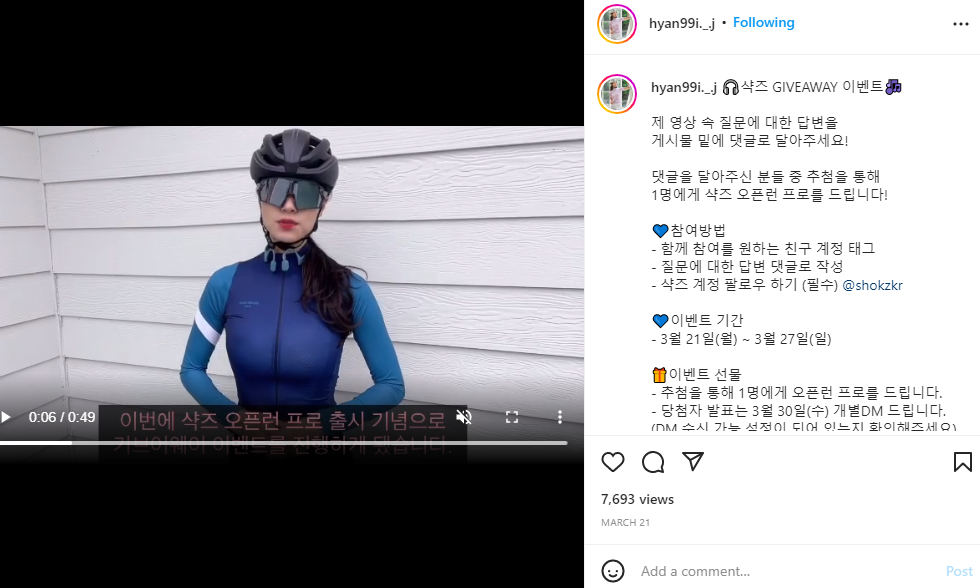 hyan99i._.j • Following
hyan99i._.j 🎧샥즈 GIVEAWAY 이벤트🎶
제 영상 속 질문에 대한 답변을
게시물 밑에 댓글로 달아주세요!
댓글을 달아주신 분들 중 추첨을 통해
1명에게 샥즈 오픈런 프로를 드립니다!
💙참여방법
- 함께 참여를 원하는 친구 계정 태그
- 질문에 대한 답변 댓글로 작성
- 샥즈 계정 팔로우 하기 (필수) @shokzkr
💙이벤트 기간
- 3월 21일(월) ~ 3월 27일(일)
🎁이벤트 선물
- 추첨을 통해 1명에게 오픈런 프로를 드립니다.
- 당첨자 발표는 3월 30일(수) 개별DM 드립니다.
(DM 수신 가능 설정이 되어 있는지 확인해주세요)
0:06 / 0:49
이번에 샥즈 오픈런 프로 출시 기념으로
기브어웨이 이벤트를 진행하게 됐습니다.
7,693 views
MARCH 21
Add a comment...
Post